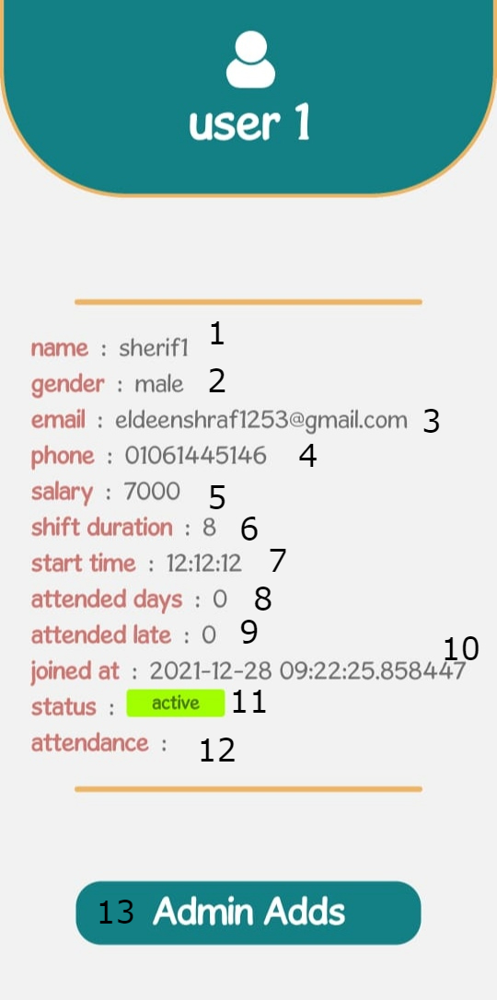 user 1
name : sherif1 1
gender : male 2
email : eldeenshraf1253@gmail.com 3
phone : 01061445146 4
salary : 7000 5
shift duration : 8 6
start time : 12:12:12 7
attended days : 0 8
attended late : 0 9
joined at : 2021-12-28 09:22:25.858447 10
status : active 11
attendance : 12
13 Admin Adds